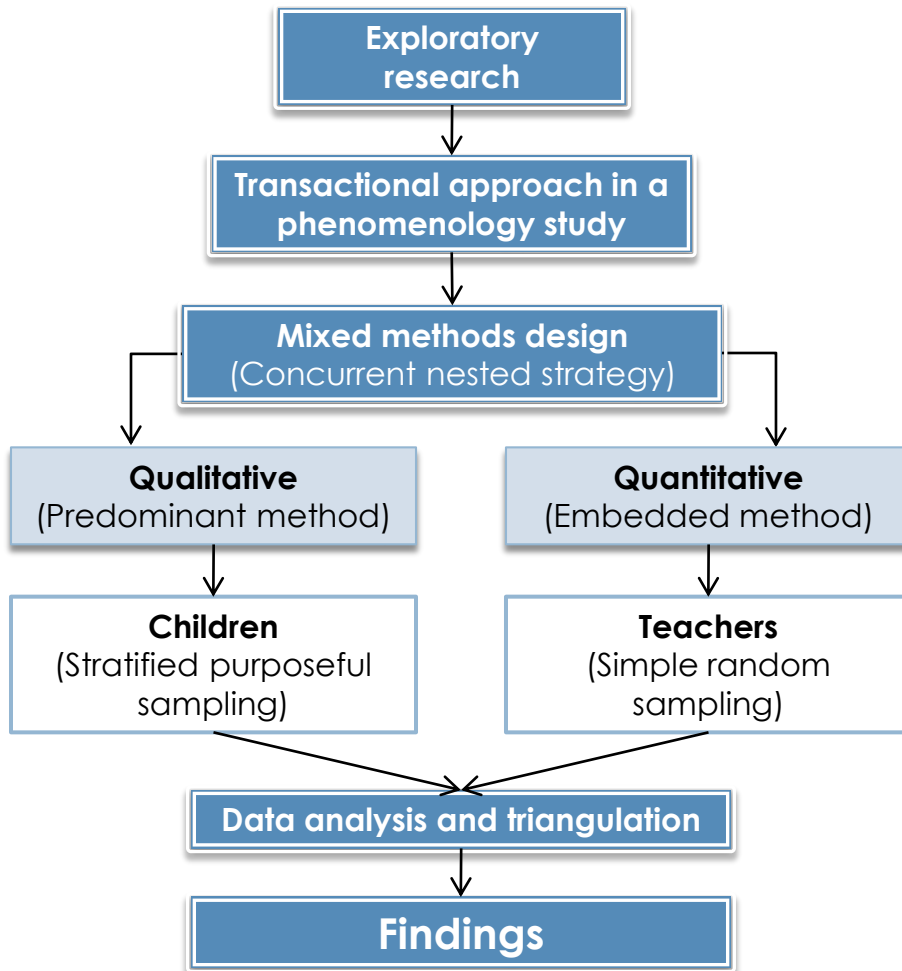 Exploratory
research
Transactional approach in a
phenomenology study
Mixed methods design
(Concurrent nested strategy)
Qualitative
(Predominant method)
Quantitative
(Embedded method)
Children
(Stratified purposeful
sampling)
Teachers
(Simple random
sampling)
Data analysis and triangulation
Findings